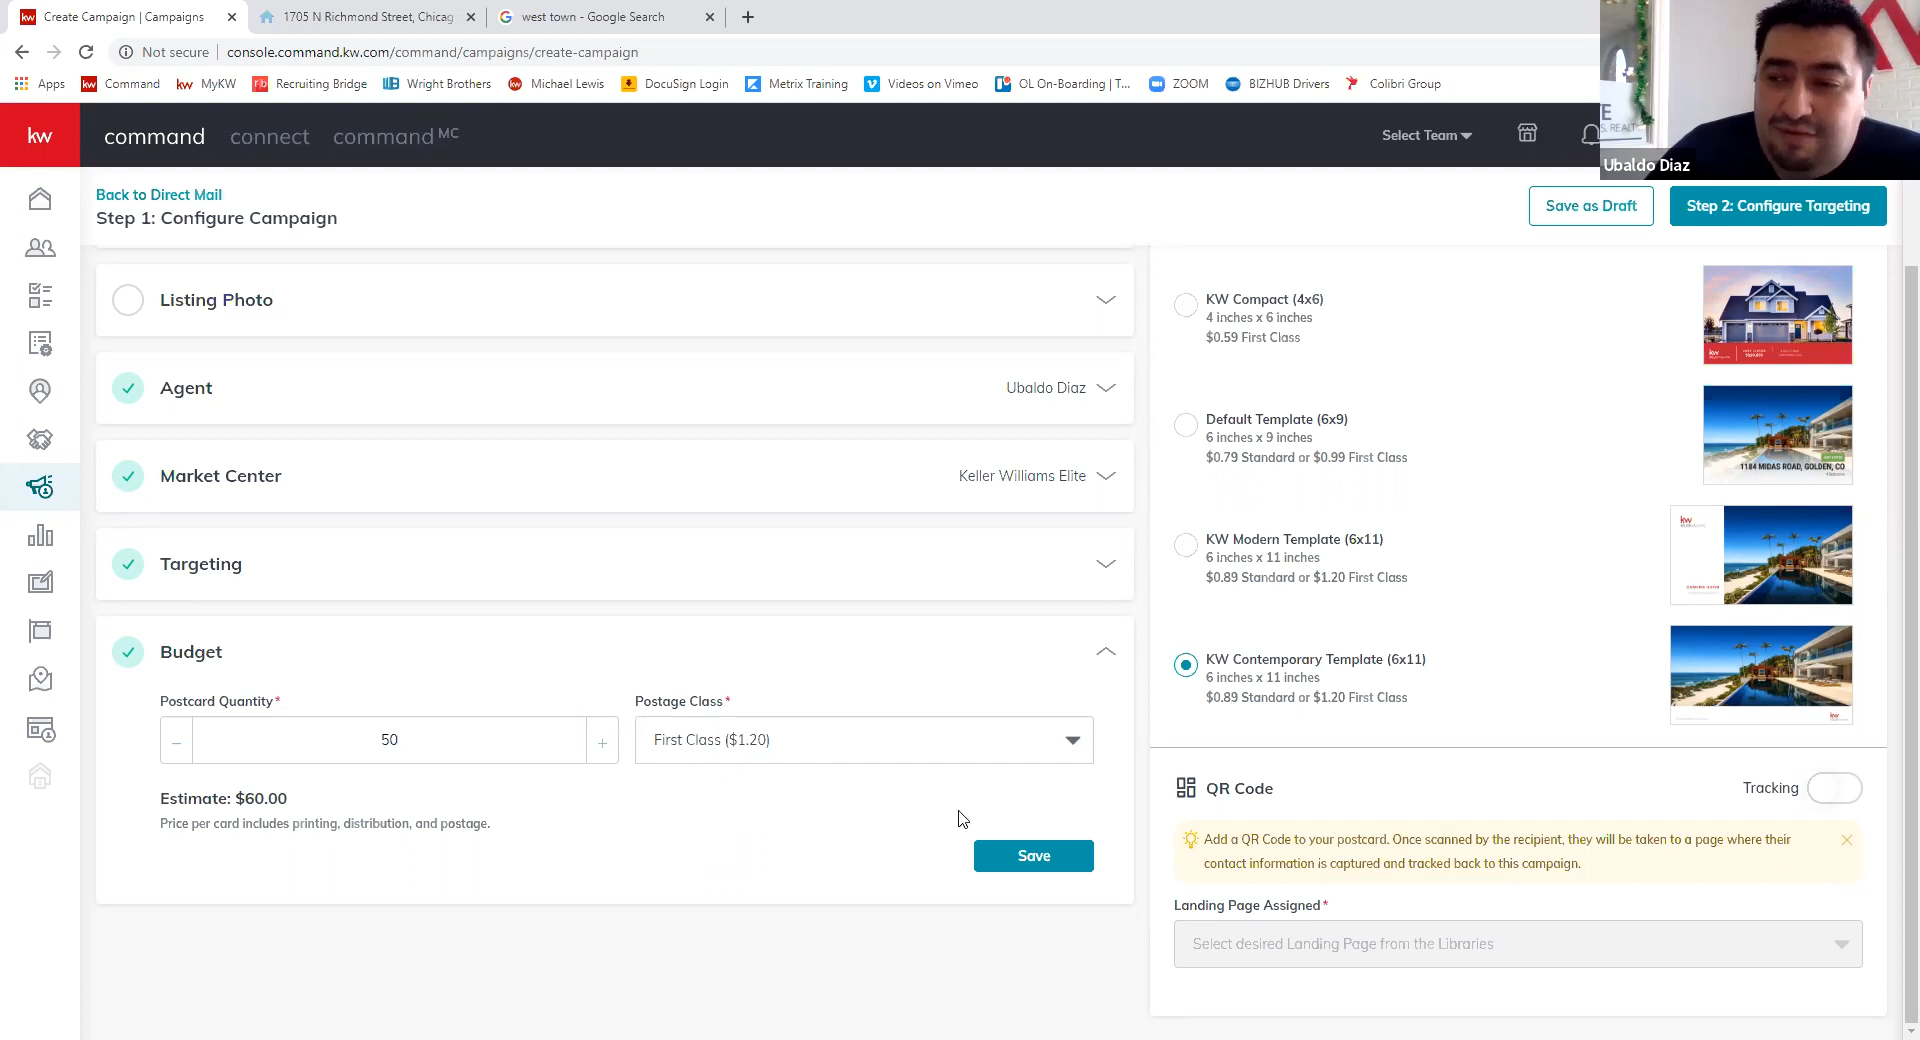 Create Campaign | Campaigns
1705 N Richmond Street, Chicag
west town - Google Search
Not secure
console.command.kw.com/command/campaigns/create-campaign
Apps
Command
MyKW
Recruiting Bridge
Wright Brothers
Michael Lewis
DocuSign Login
Metrix Training
Videos on Vimeo
OL On-Boarding | T...
ZOOM
BIZHUB Drivers
Colibri Group
kw
command
connect
command MC
Select Team
Ubaldo Diaz
Back to Direct Mail
Step 1: Configure Campaign
Save as Draft
Step 2: Configure Targeting
Listing Photo
Agent
Ubaldo Diaz
Market Center
Keller Williams Elite
Targeting
Budget
Postcard Quantity*
50
Postage Class*
First Class ($1.20)
Estimate: $60.00
Price per card includes printing, distribution, and postage.
Save
KW Compact (4x6)
4 inches x 6 inches
$0.59 First Class
Default Template (6x9)
6 inches x 9 inches
$0.79 Standard or $0.99 First Class
1184 MIDAS ROAD, GOLDEN, CO
KW Modern Template (6x11)
6 inches x 11 inches
$0.89 Standard or $1.20 First Class
kw
KW Contemporary Template (6x11)
6 inches x 11 inches
$0.89 Standard or $1.20 First Class
kw
QR Code
Tracking
Add a QR Code to your postcard. Once scanned by the recipient, they will be taken to a page where their
contact information is captured and tracked back to this campaign.
Landing Page Assigned*
Select desired Landing Page from the Libraries